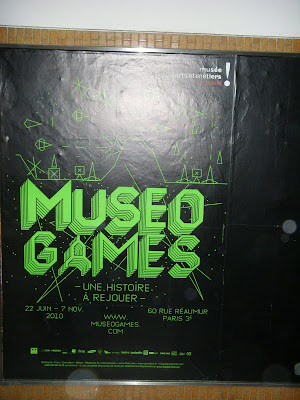 musée
arts et métiers
!
MUSEO
GAMES
- UNE HISTOIRE
À REJOUER -
22 JUIN - 7 NOV.
2010
WWW.
MUSEOGAMES.
COM
60 RUE RÉAUMUR
PARIS 3E